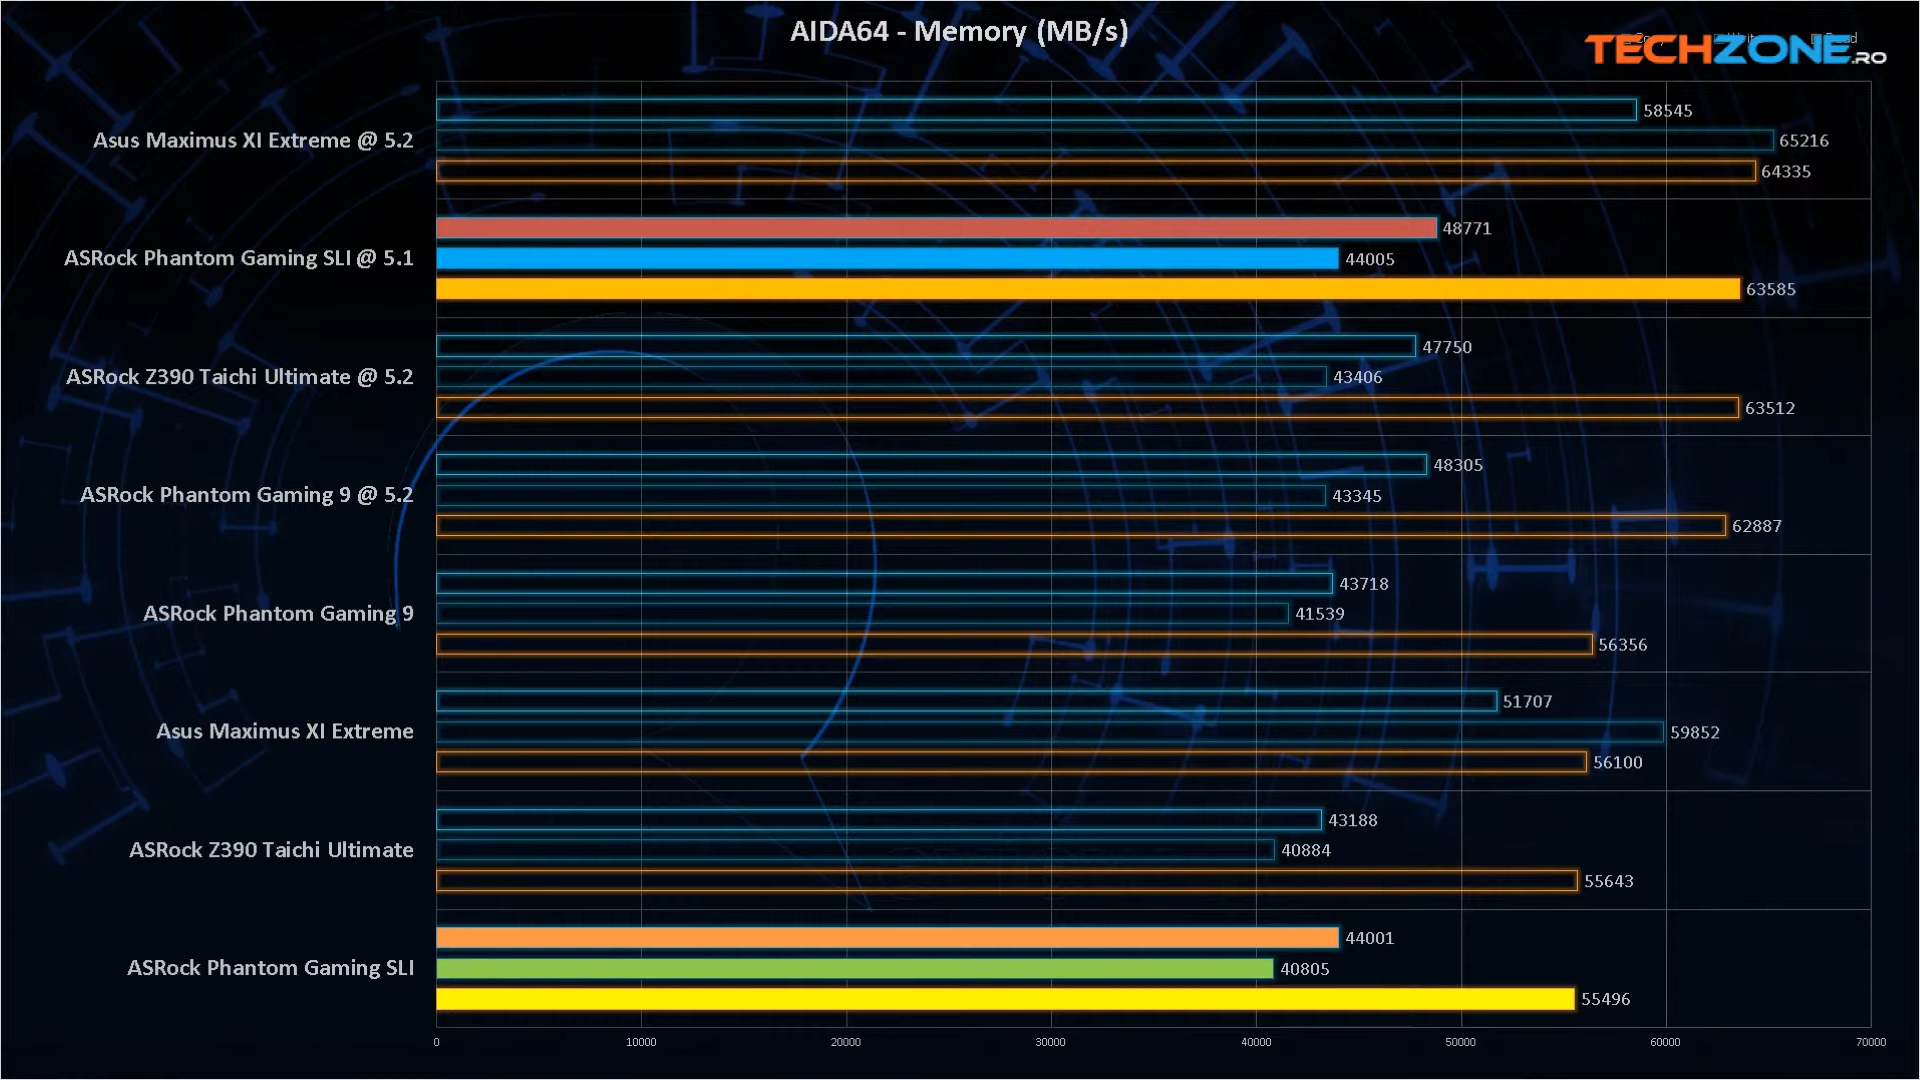 AIDA64 - Memory (MB/s)
TECHZONE.RO
Asus Maximus XI Extreme @ 5.2
58545
65216
64335
ASRock Phantom Gaming SLI @ 5.1
48771
44005
63585
ASRock Z390 Taichi Ultimate @ 5.2
47750
43406
63512
ASRock Phantom Gaming 9 @ 5.2
48305
43345
62887
ASRock Phantom Gaming 9
43718
41539
56356
Asus Maximus XI Extreme
51707
59852
56100
ASRock Z390 Taichi Ultimate
43188
40884
55643
ASRock Phantom Gaming SLI
44001
40805
55496
0 10000 20000 30000 40000 50000 60000 70000